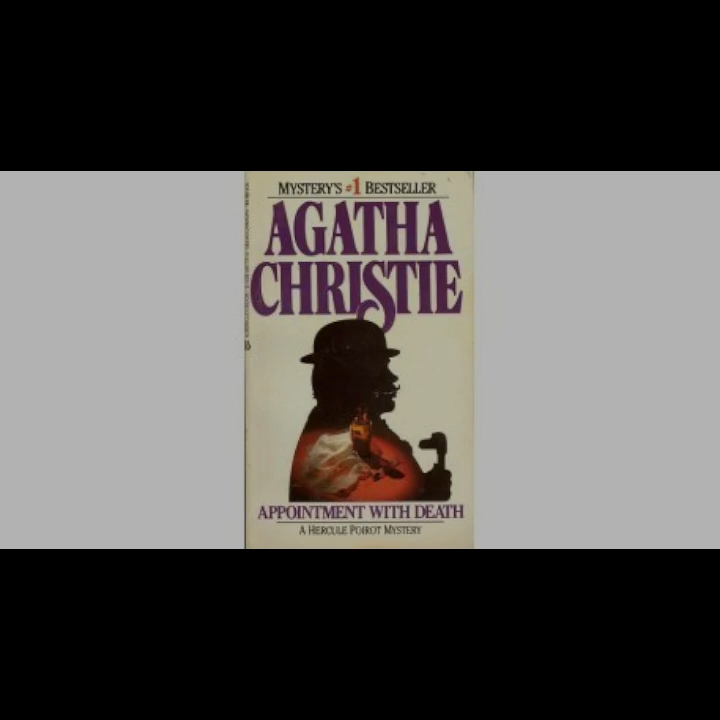 MYSTERY'S #1 BESTSELLER
AGATHA
CHRISTIE
APPOINTMENT WITH DEATH
A HERCULE POIROT MYSTERY